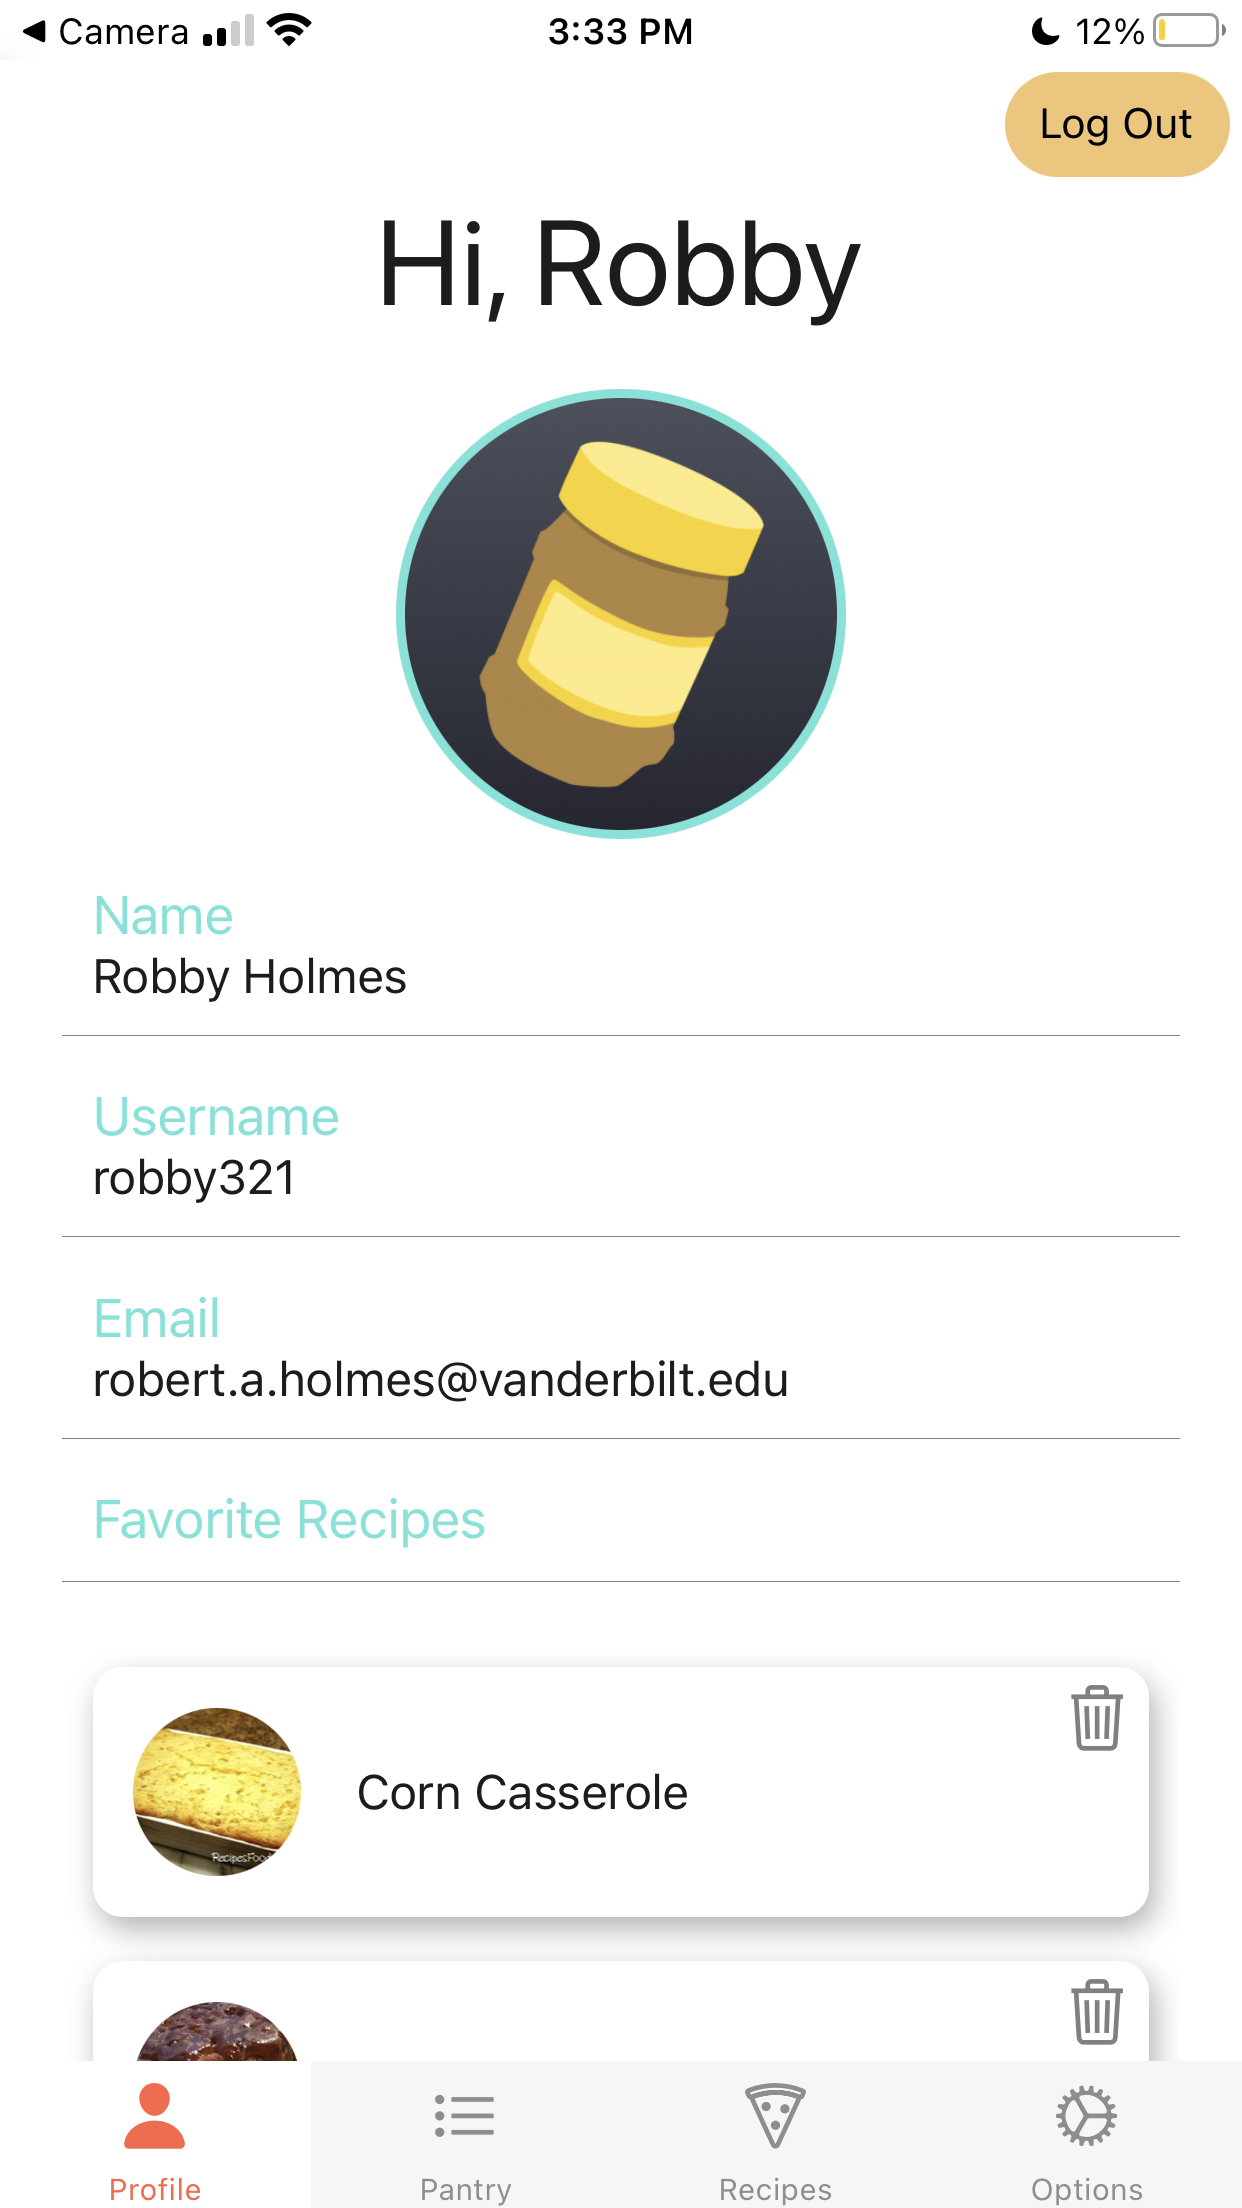 Camera
3:33 PM
12%
Log Out
Hi, Robby
Name
Robby Holmes
Username
robby321
Email
robert.a.holmes@vanderbilt.edu
Favorite Recipes
Corn Casserole
Profile
Pantry
Recipes
Options